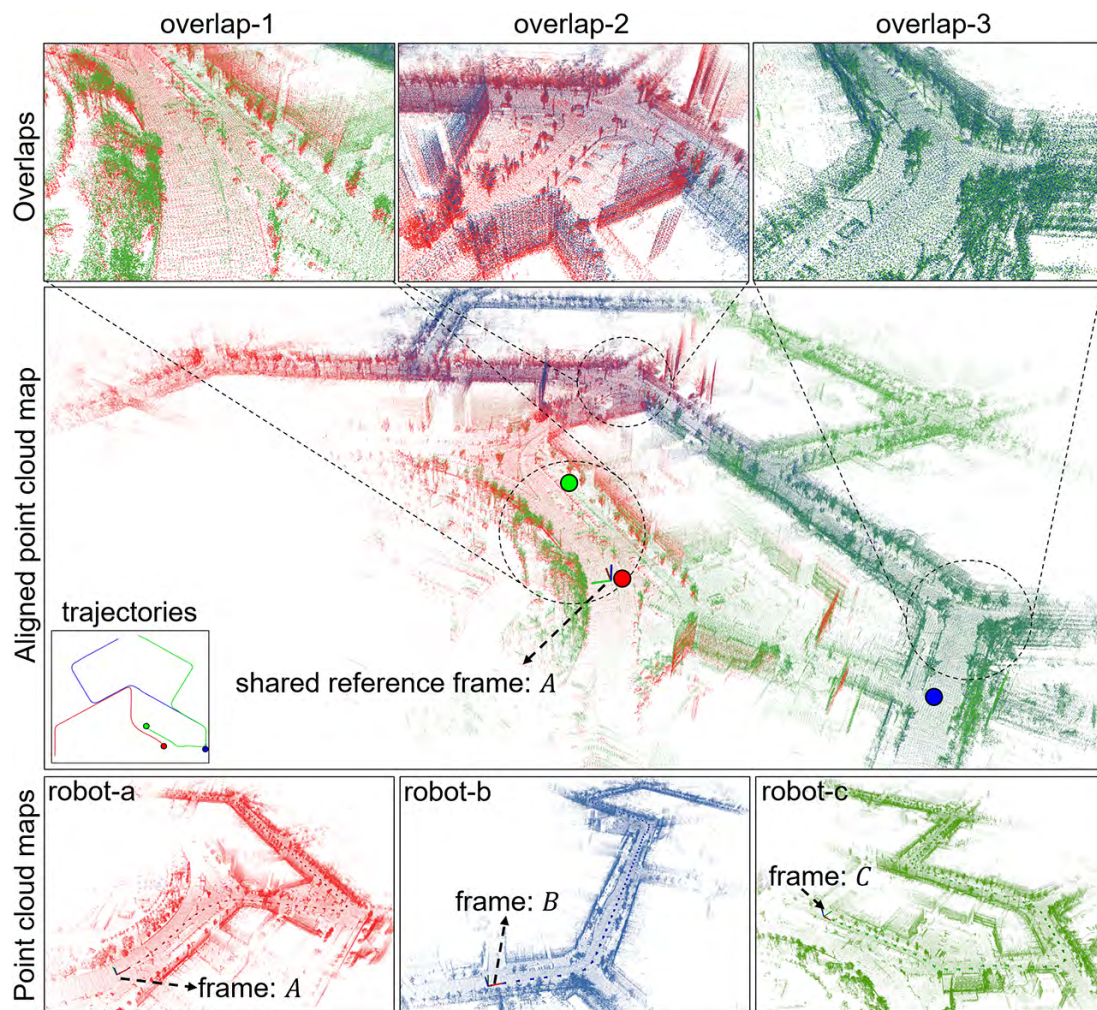 overlap-1
overlap-2
overlap-3
Overlaps
Aligned point cloud map
trajectories
shared reference frame: A
Point cloud maps
robot-a
robot-b
robot-c
frame: A
frame: B
frame: C